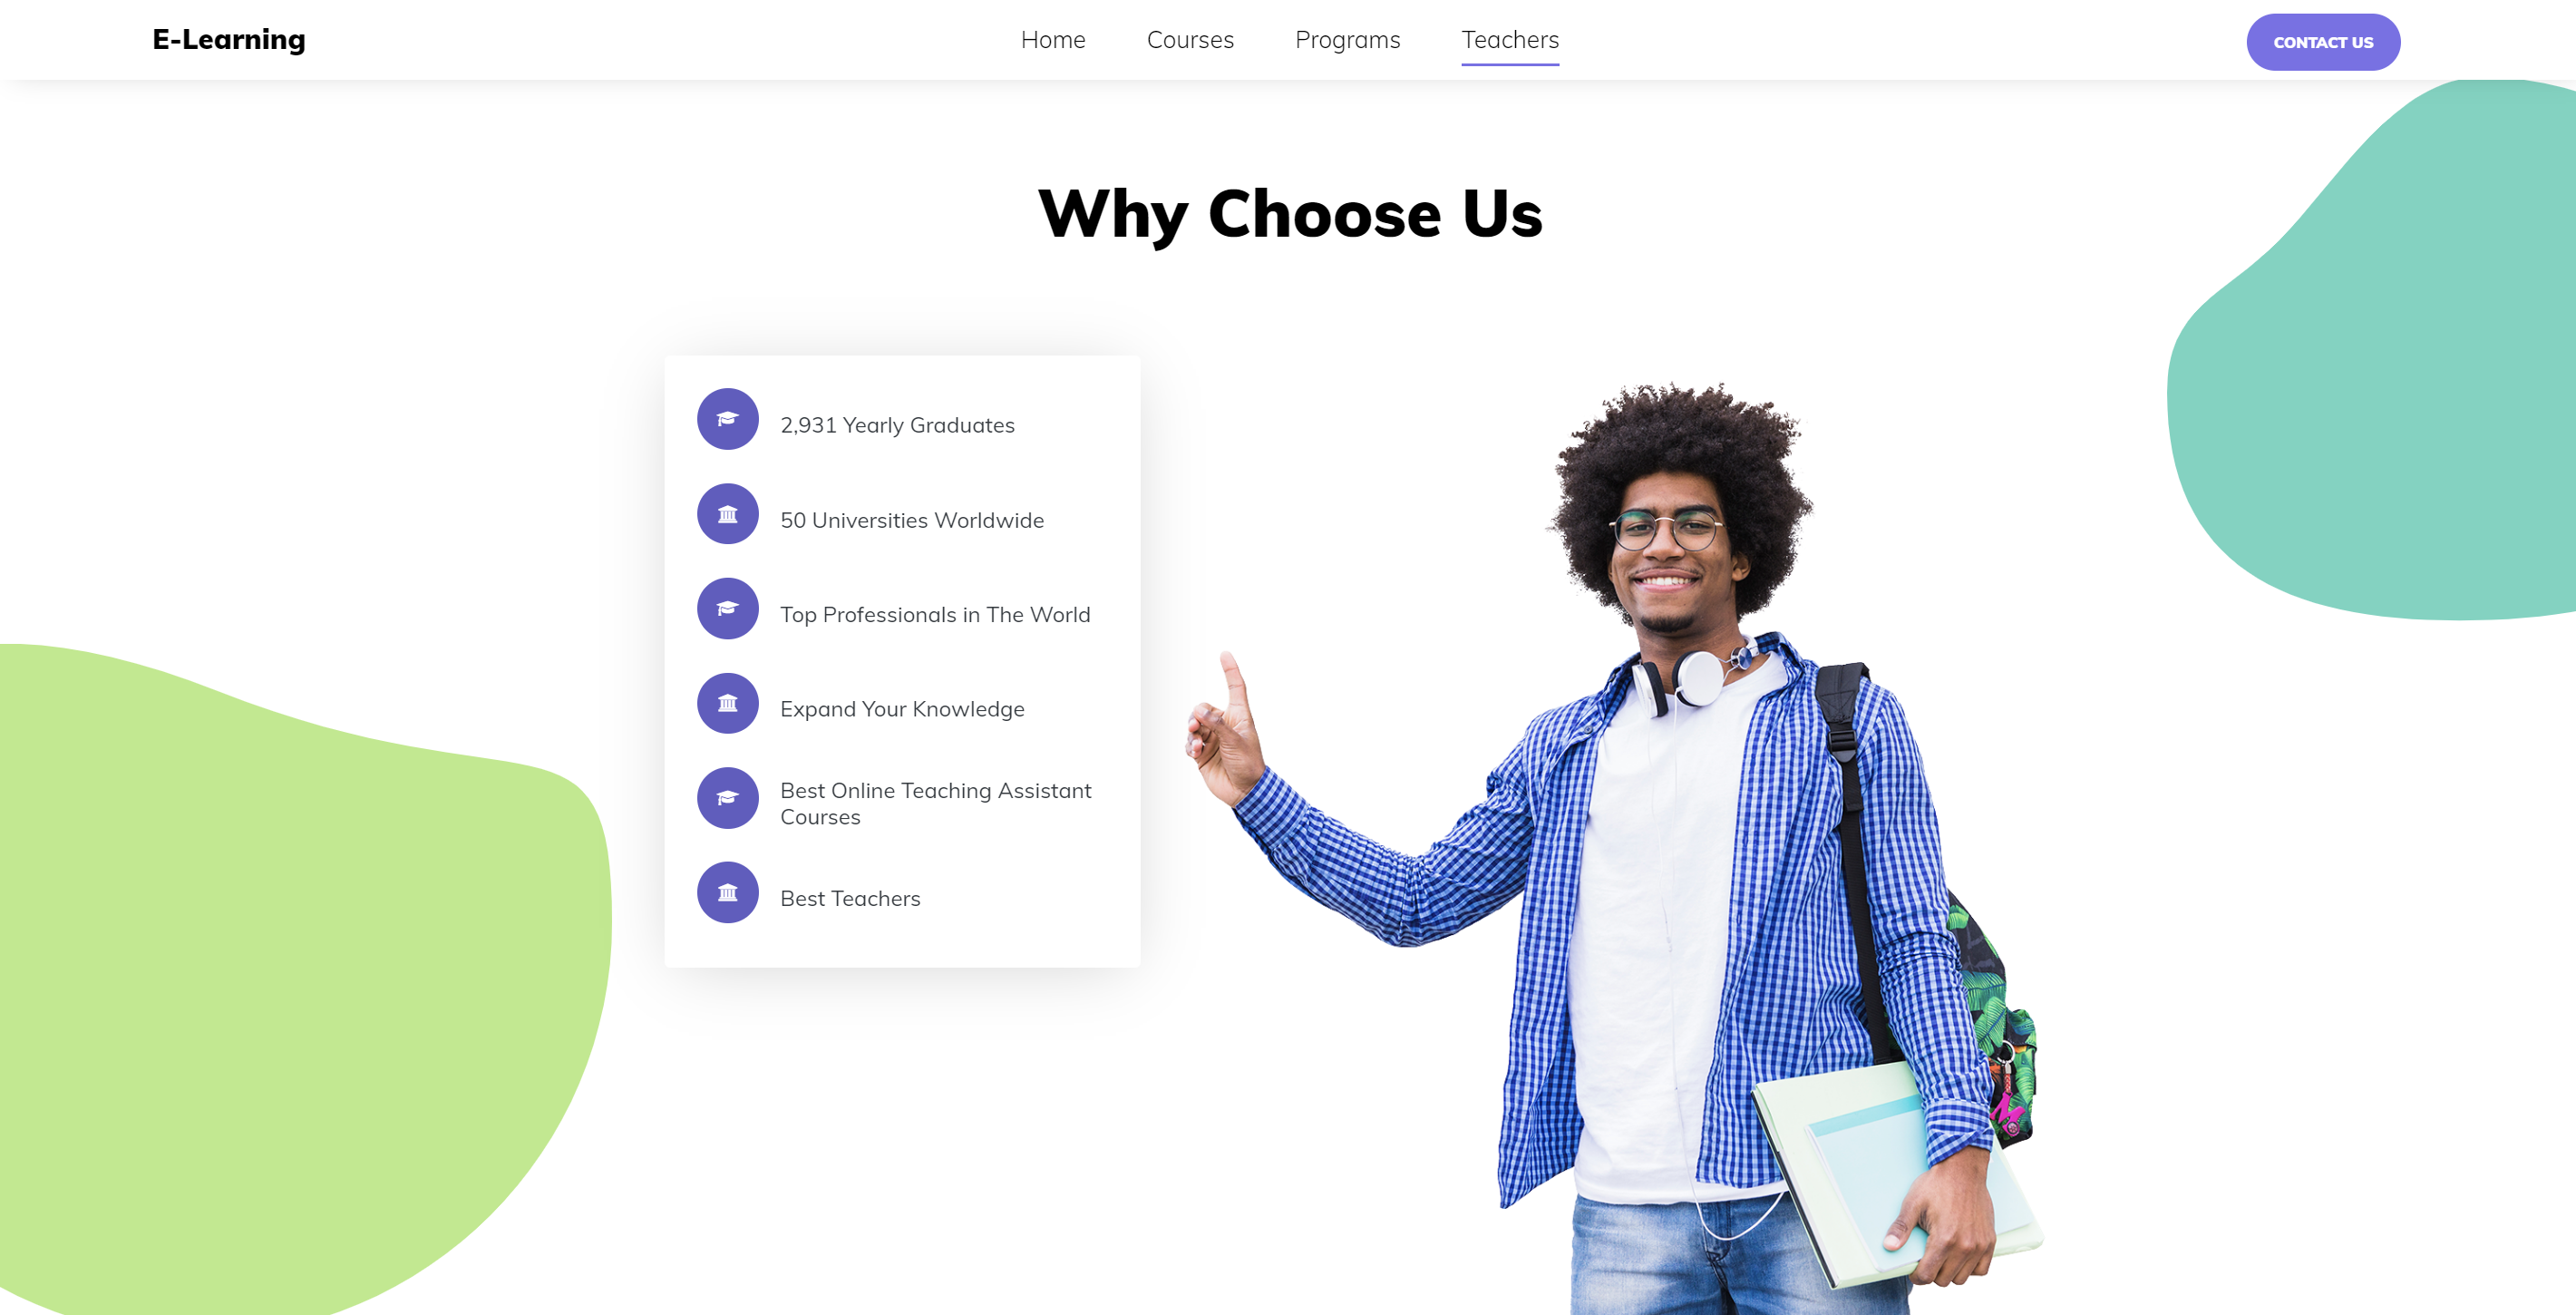 E-Learning
Home
Courses
Programs
Teachers
CONTACT US
Why Choose Us
2,931 Yearly Graduates
50 Universities Worldwide
Top Professionals in The World
Expand Your Knowledge
Best Online Teaching Assistant
Courses
Best Teachers